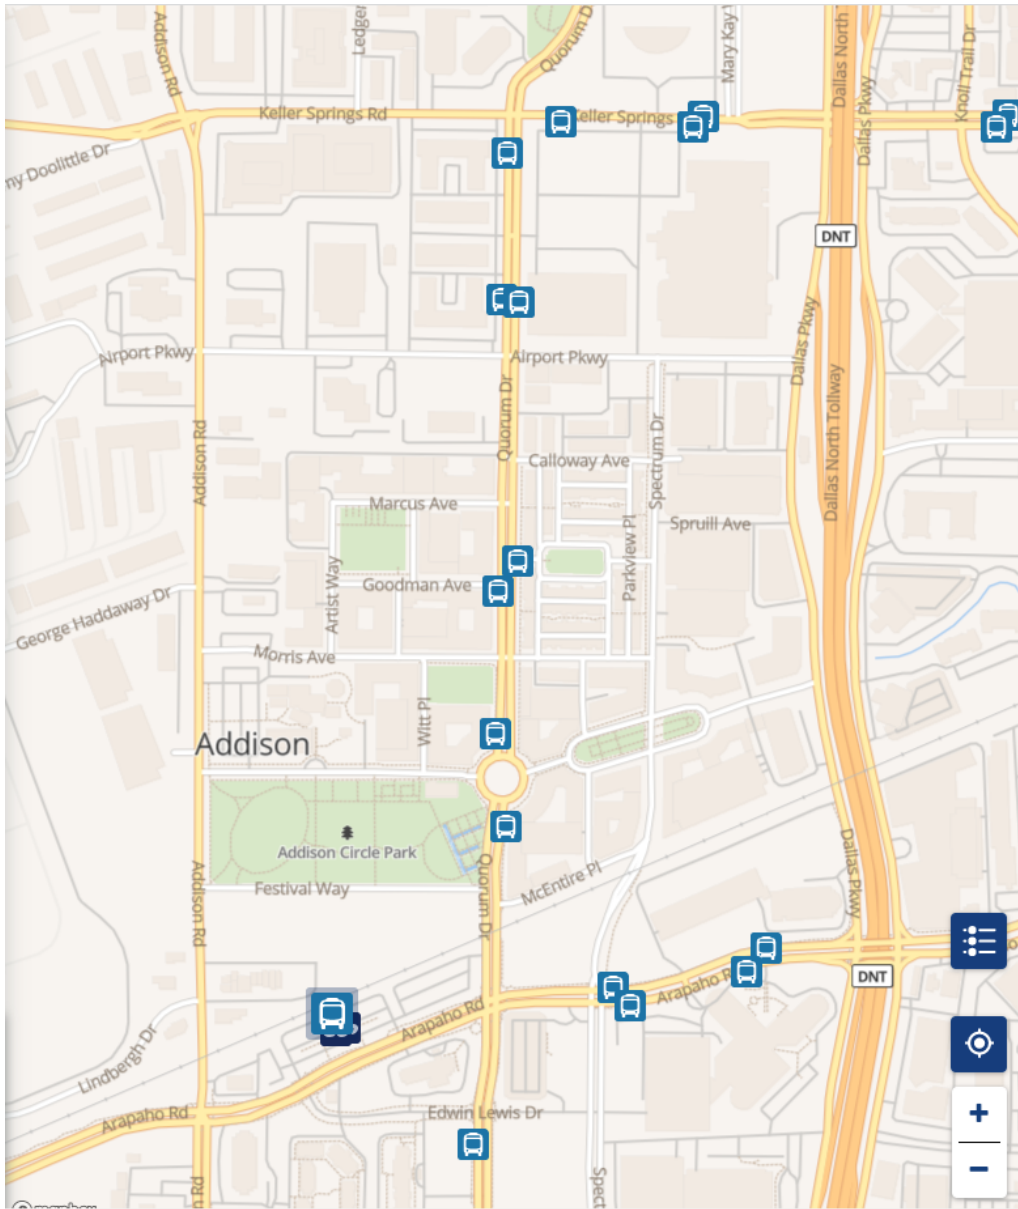 Addison Rd
Ledger
Quorum D
Mary Kay
Dallas North
Dallas Pkwy
Knoll Trail Dr
Keller Springs Rd
eller Springs
my Doolittle Dr
DNT
Airport Pkwy
Airport Pkwy
Dallas Pkwy
Dallas North Tollway
Quorum Dr
Addison Rd
Calloway Ave
Spectrum Dr
Marcus Ave
Spruill Ave
Parkview Pl
Artist Way
Goodman Ave
George Haddaway Dr
Morris Ave
Witt Pl
Addison
Addison Circle Park
Dallas Pkwy
Addison Rd
Festival Way
Quorum Dr
McEntire Pl
Arapaho R
DNT
Arapaho Rd
Lindbergh Dr
Arapaho Rd
Edwin Lewis Dr
+
−
Spect
n Rd